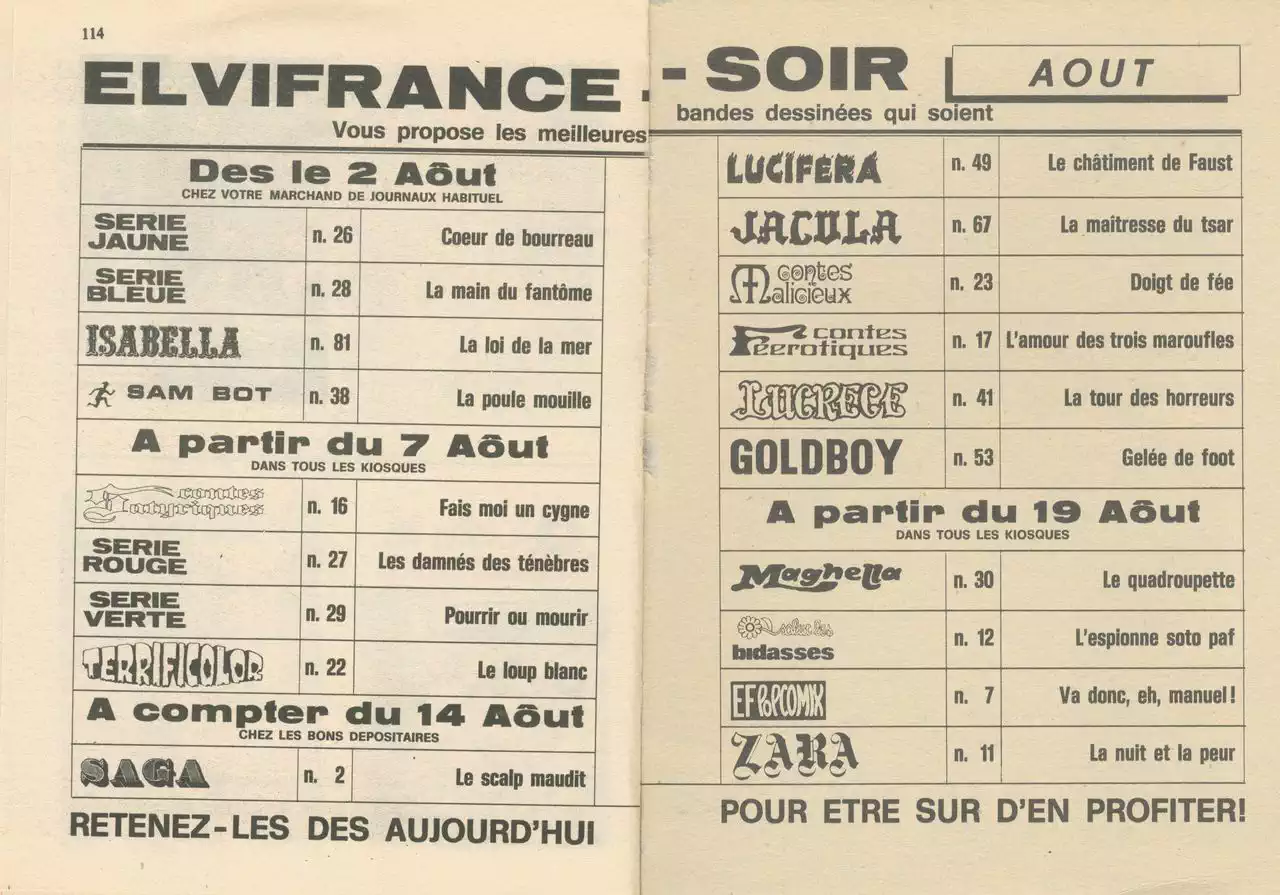 114
ELVIFRANCE - SOIR
AOUT
Vous propose les meilleures bandes dessinées qui soient
Des le 2 Aôut
CHEZ VOTRE MARCHAND DE JOURNAUX HABITUEL
SERIE JAUNE n. 26 Coeur de bourreau
SERIE BLEUE n. 28 La main du fantôme
ISABELLA n. 81 La loi de la mer
SAM BOT n. 38 La poule mouille
A partir du 7 Aôut
DANS TOUS LES KIOSQUES
contes Satyriques n. 16 Fais moi un cygne
SERIE ROUGE n. 27 Les damnés des ténèbres
SERIE VERTE n. 29 Pourrir ou mourir
TERRIFICOLOR n. 22 Le loup blanc
A compter du 14 Aôut
CHEZ LES BONS DEPOSITAIRES
SAGA n. 2 Le scalp maudit
LUCIFERA n. 49 Le châtiment de Faust
JACULA n. 67 La maitresse du tsar
contes Malicieux n. 23 Doigt de fée
contes Féerotiques n. 17 L'amour des trois maroufles
LUCRECE n. 41 La tour des horreurs
GOLDBOY n. 53 Gelée de foot
A partir du 19 Aôut
DANS TOUS LES KIOSQUES
Maghella n. 30 Le quadroupette
salut les bidasses n. 12 L'espionne soto paf
EF POPCOMIX n. 7 Va donc, eh, manuel!
ZARA n. 11 La nuit et la peur
RETENEZ-LES DES AUJOURD'HUI POUR ETRE SUR D'EN PROFITER!